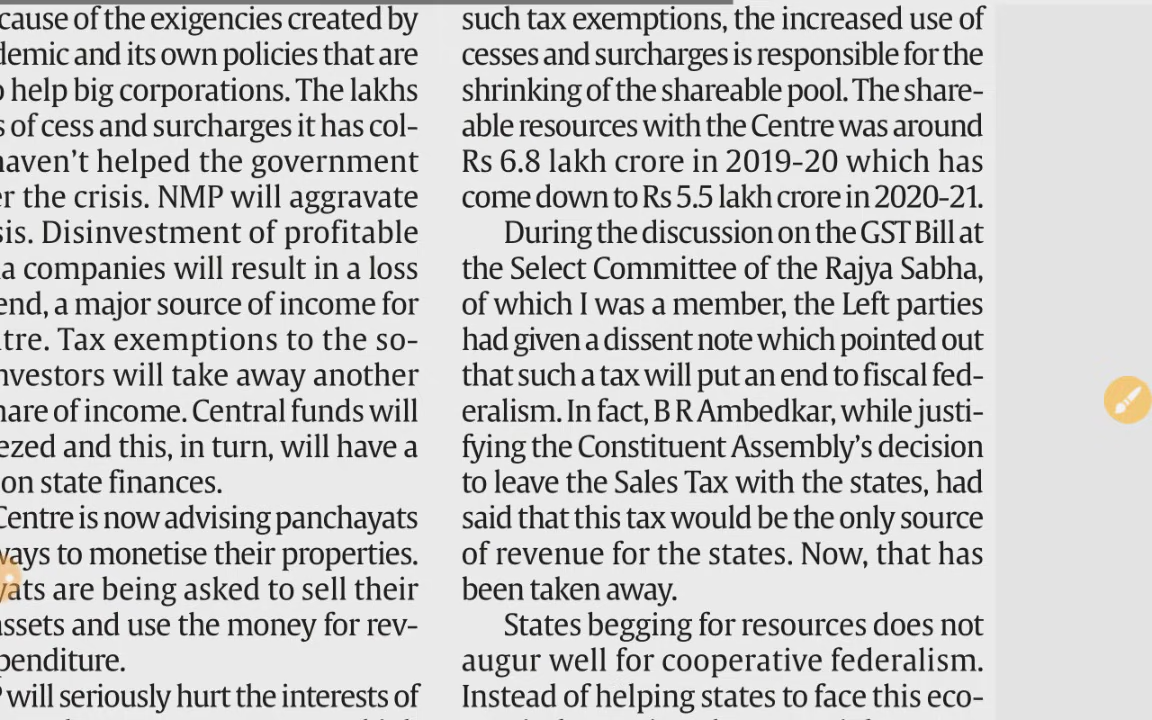 cause of the exigencies created by
demic and its own policies that are
help big corporations. The lakhs
of cess and surcharges it has col-
haven't helped the government
the crisis. NMP will aggravate
Disinvestment of profitable
companies will result in a loss
end, a major source of income for
tre. Tax exemptions to the so-
nvestors will take away another
of income. Central funds will
ezed and this, in turn, will have a
on state finances.
Centre is now advising panchayats
ways to monetise their properties.
yats are being asked to sell their
assets and use the money for rev-
penditure.
P will seriously hurt the interests of
such tax exemptions, the increased use of
cesses and surcharges is responsible for the
shrinking of the shareable pool. The share-
able resources with the Centre was around
Rs 6.8 lakh crore in 2019-20 which has
come down to Rs 5.5 lakh crore in 2020-21.
During the discussion on the GST Bill at
the Select Committee of the Rajya Sabha,
of which I was a member, the Left parties
had given a dissent note which pointed out
that such a tax will put an end to fiscal fed-
eralism. In fact, B R Ambedkar, while justi-
fying the Constituent Assembly's decision
to leave the Sales Tax with the states, had
said that this tax would be the only source
of revenue for the states. Now, that has
been taken away.
States begging for resources does not
augur well for cooperative federalism.
Instead of helping states to face this eco-